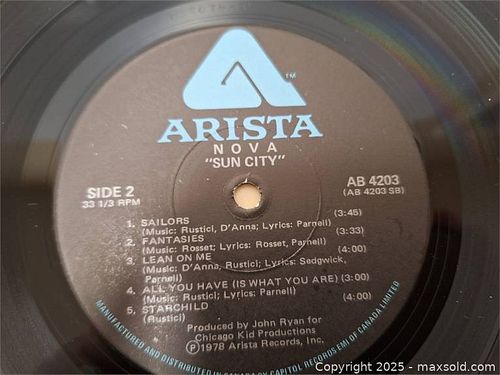 ™
ARISTA
NOVA
"SUN CITY"
SIDE 2
33 1/3 RPM
AB 4203
(AB 4203 SB)
1. SAILORS (3:45)
(Music: Rustici, D'Anna; Lyrics: Parnell)
2. FANTASIES (3:33)
(Music: Rosset; Lyrics: Rosset, Parnell)
3. LEAN ON ME (4:00)
(Music: D'Anna, Rustici; Lyrics: Sedgwick,
Parnell)
4. ALL YOU HAVE (IS WHAT YOU ARE) (3:00)
(Music: Rustici; Lyrics: Parnell)
5. STARCHILD (4:00)
(Rustici)
Produced by John Ryan for
Chicago Kid Productions
Ⓟ1978 Arista Records, Inc.
MANUFACTURED AND DISTRIBUTED IN CANADA BY CAPITOL RECORDS EMI OF CANADA LIMITED
Copyright © 2025 - maxsold.com